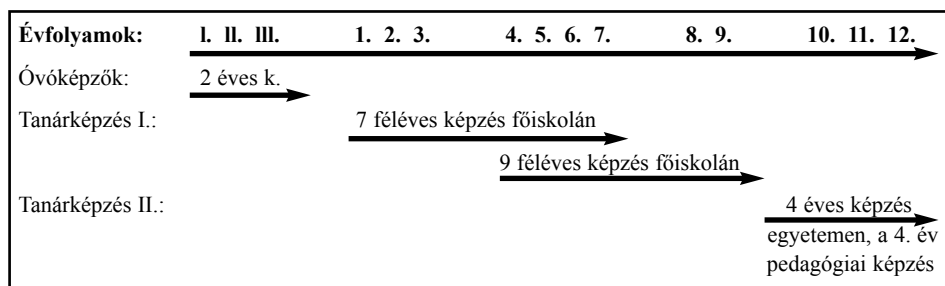 Évfolyamok: I. II. III. 1. 2. 3. 4. 5. 6. 7. 8. 9. 10. 11. 12.
Óvóképzők: 2 éves k.
Tanárképzés I.: 7 féléves képzés főiskolán
9 féléves képzés főiskolán
Tanárképzés II.: 4 éves képzés
egyetemen, a 4. év
pedagógiai képzés